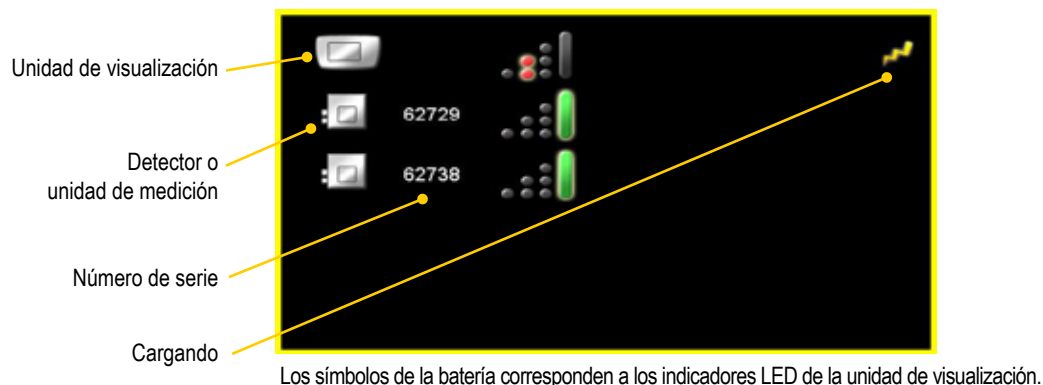 Unidad de visualización
62729
Detector o
unidad de medición
62738
Número de serie
Cargando
Los símbolos de la batería corresponden a los indicadores LED de la unidad de visualización.